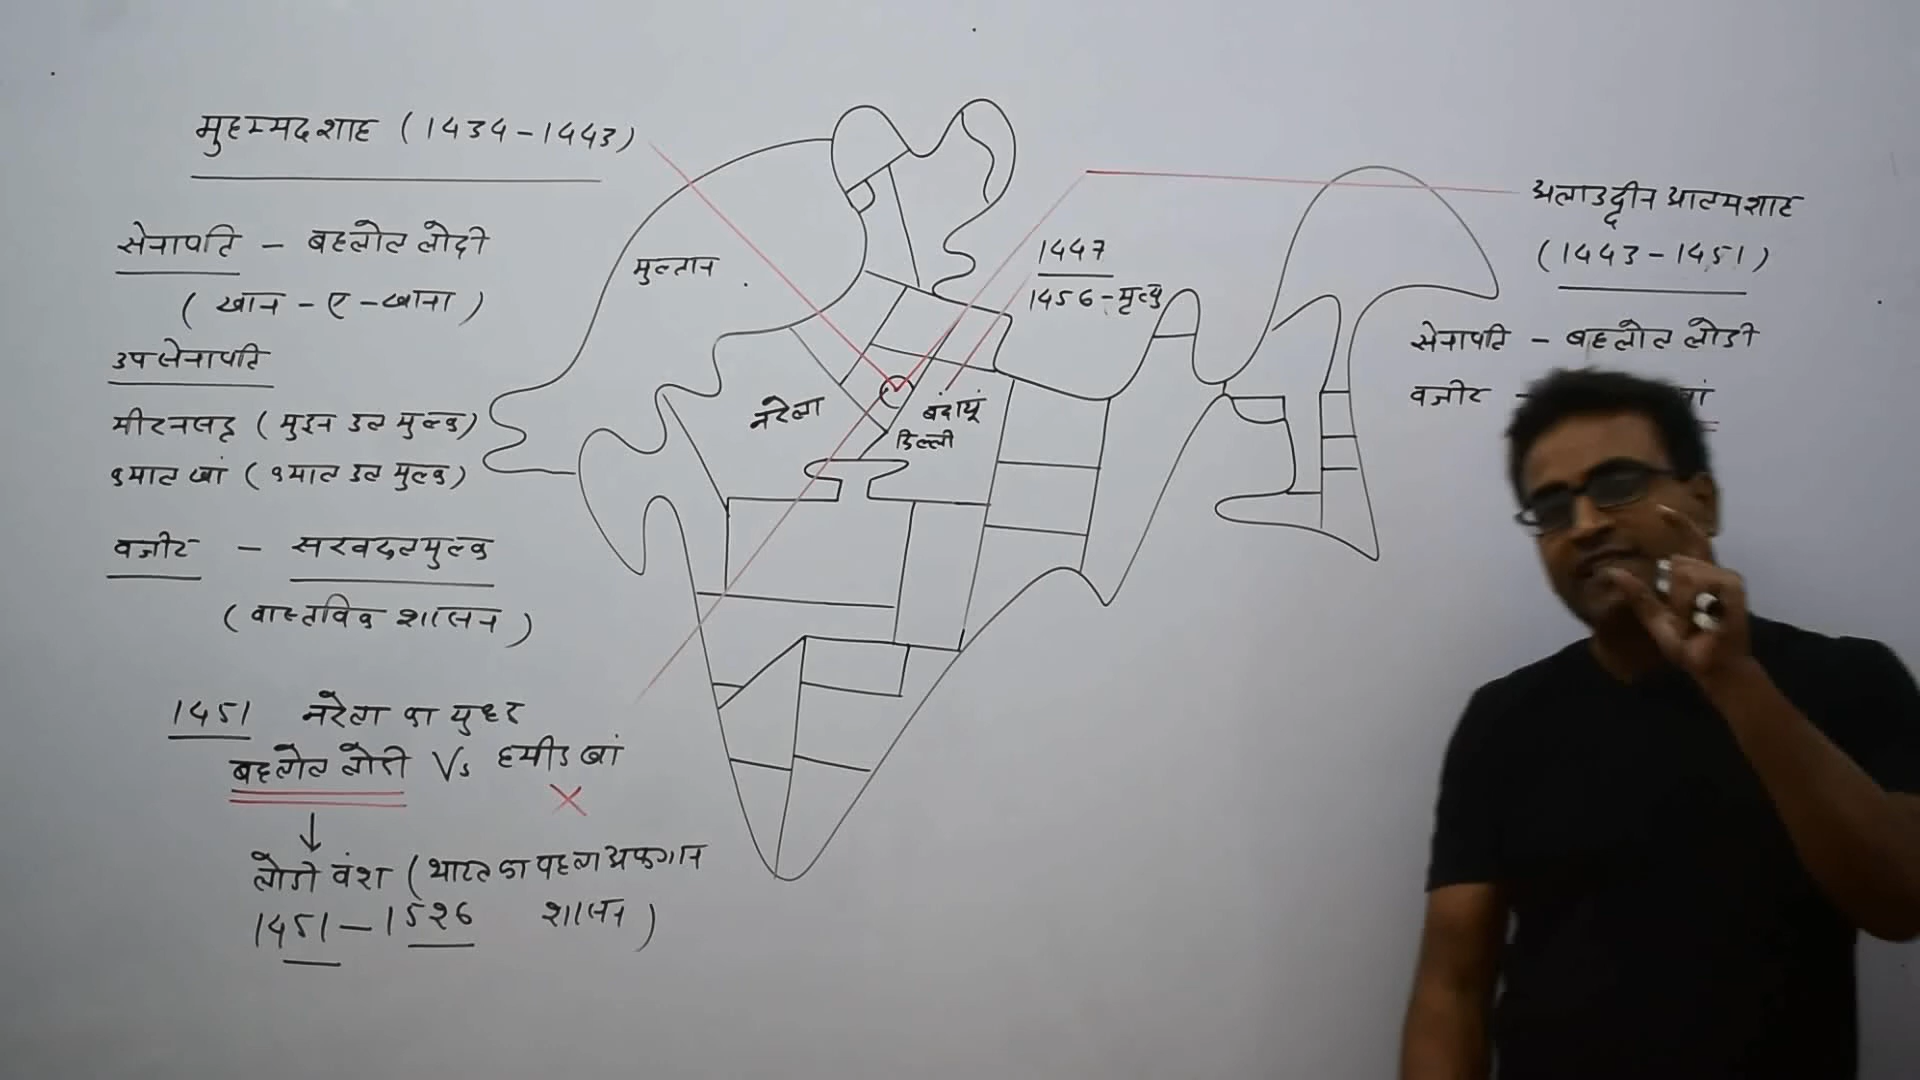 मुहम्मद शाह (1434-1443)
सेनापति - बहलोल लोदी
(खान-ए-खाना)
उपसेनापति
मीरनसद्र (मुइन उल मुल्क)
कमाल खां (कमाल उल मुल्क)
वजीर - सरवदलमुल्क
(वास्तविक शासन)
1451 नरेला का युध्द
बहलोल लोदी Vs हमीद खां
लोदी वंश (भारत का पहला अफगान
1451-1526 शासन)
मुल्तान
नरेला
बदायूं
दिल्ली
1447
1456-मृत्यु
अलाउद्दीन आलमशाह
(1443-1451)
सेनापति - बहलोल लोदी
वजीर - खां